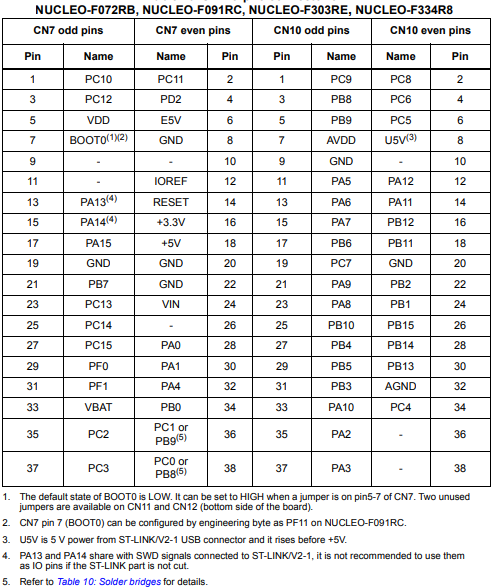 NUCLEO-F072RB, NUCLEO-F091RC, NUCLEO-F303RE, NUCLEO-F334R8
CN7 odd pins CN7 even pins CN10 odd pins CN10 even pins
Pin Name Name Pin Pin Name Name Pin
1 PC10 PC11 2 1 PC9 PC8 2
3 PC12 PD2 4 3 PB8 PC6 4
5 VDD E5V 6 5 PB9 PC5 6
7 BOOT0(1)(2) GND 8 7 AVDD U5V(3) 8
9 - - 10 9 GND - 10
11 - IOREF 12 11 PA5 PA12 12
13 PA13(4) RESET 14 13 PA6 PA11 14
15 PA14(4) +3.3V 16 15 PA7 PB12 16
17 PA15 +5V 18 17 PB6 PB11 18
19 GND GND 20 19 PC7 GND 20
21 PB7 GND 22 21 PA9 PB2 22
23 PC13 VIN 24 23 PA8 PB1 24
25 PC14 - 26 25 PB10 PB15 26
27 PC15 PA0 28 27 PB4 PB14 28
29 PF0 PA1 30 29 PB5 PB13 30
31 PF1 PA4 32 31 PB3 AGND 32
33 VBAT PB0 34 33 PA10 PC4 34
35 PC2 PC1 or PB9(5) 36 35 PA2 - 36
37 PC3 PC0 or PB8(5) 38 37 PA3 - 38
1. The default state of BOOT0 is LOW. It can be set to HIGH when a jumper is on pin5-7 of CN7. Two unused
jumpers are available on CN11 and CN12 (bottom side of the board).
2. CN7 pin 7 (BOOT0) can be configured by engineering byte as PF11 on NUCLEO-F091RC.
3. U5V is 5 V power from ST-LINK/V2-1 USB connector and it rises before +5V.
4. PA13 and PA14 share with SWD signals connected to ST-LINK/V2-1, it is not recommended to use them
as IO pins if the ST-LINK part is not cut.
5. Refer to Table 10: Solder bridges for details.